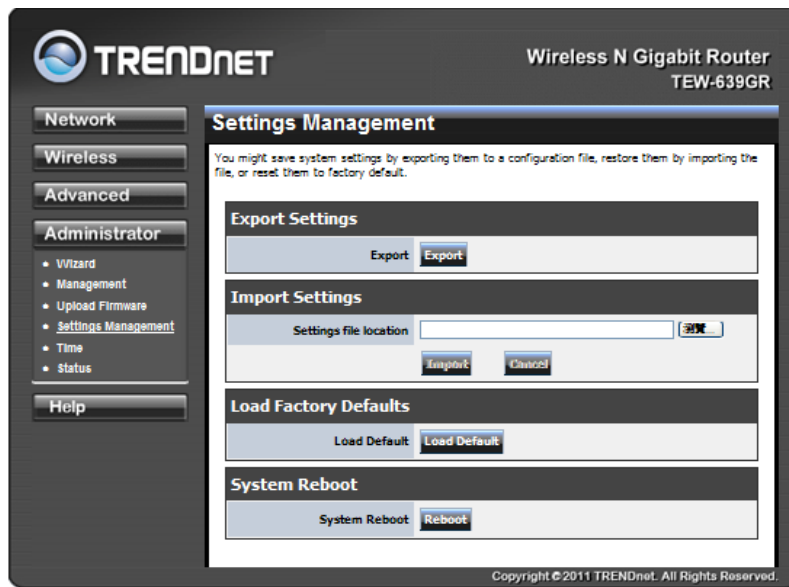 TRENDNET
Wireless N Gigabit Router
TEW-639GR
Network
Wireless
Advanced
Administrator
Wizard
Management
Upload Firmware
Settings Management
Time
Status
Help
Settings Management
You might save system settings by exporting them to a configuration file, restore them by importing the
file, or reset them to factory default.
Export Settings
Export Export
Import Settings
Settings file location 瀏覽...
Import Cancel
Load Factory Defaults
Load Default Load Default
System Reboot
System Reboot Reboot
Copyright ©2011 TRENDnet. All Rights Reserved.